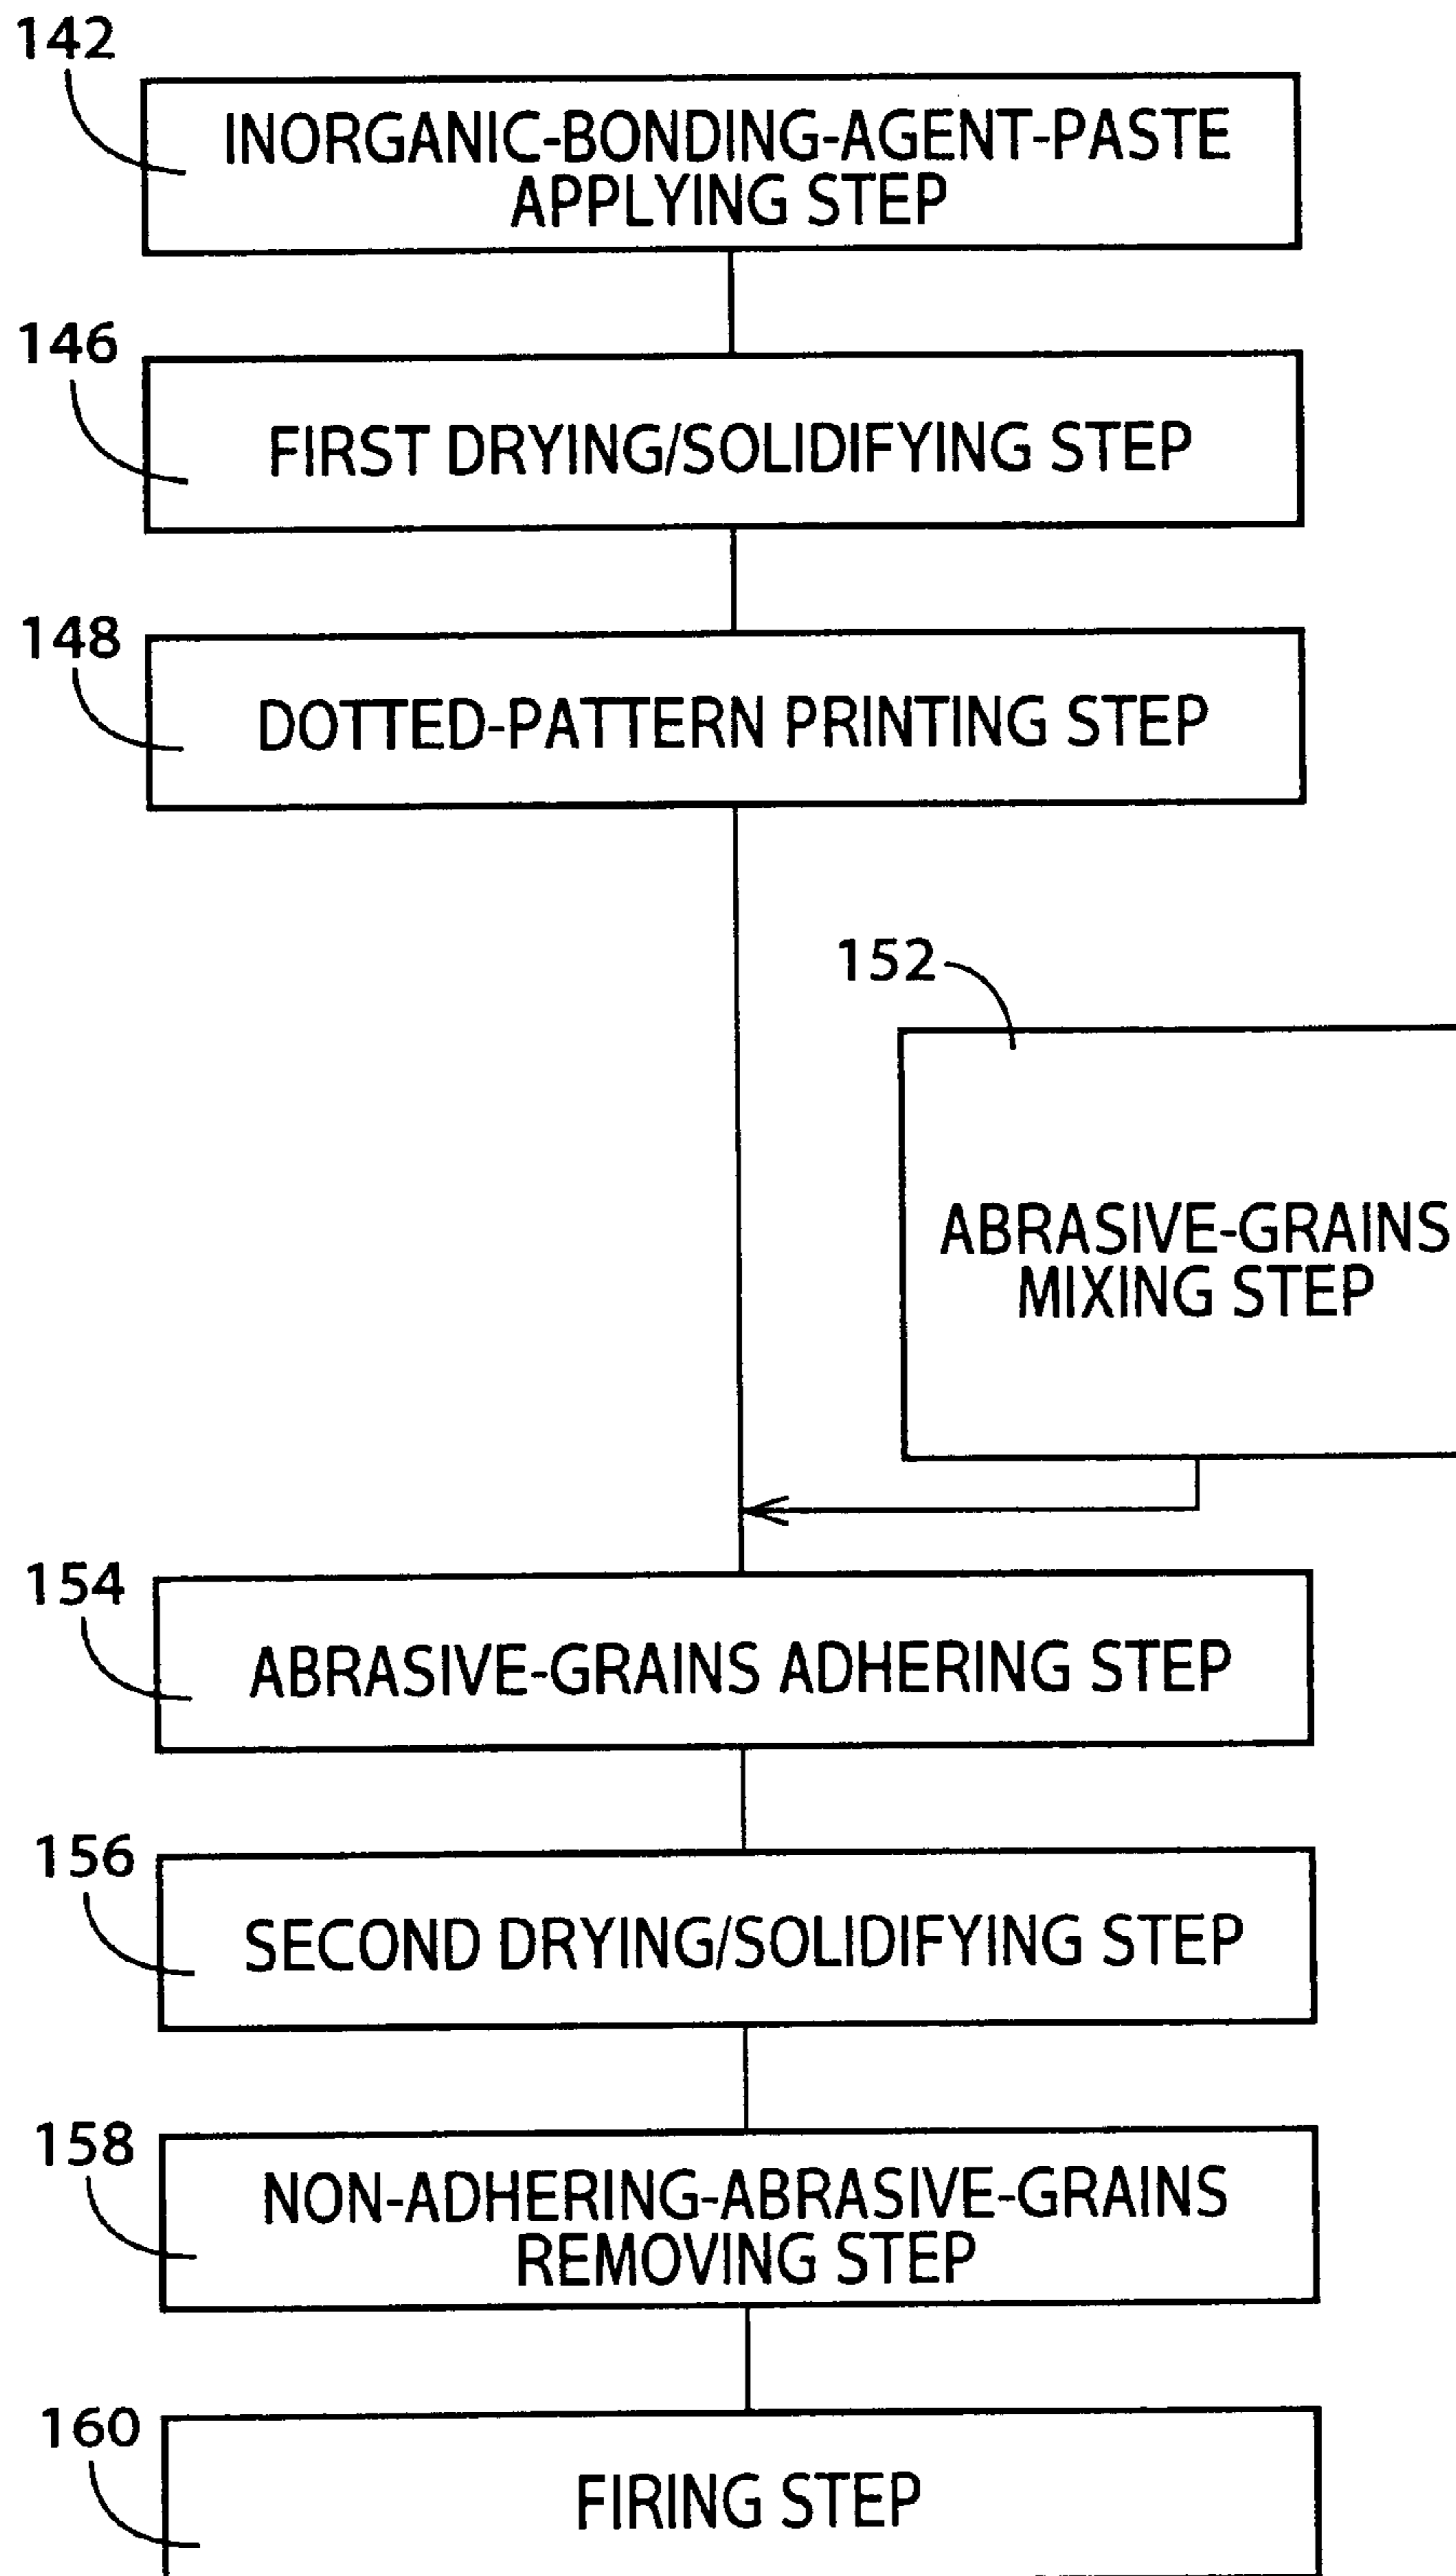 142
INORGANIC-BONDING-AGENT-PASTE
APPLYING STEP
146
FIRST DRYING/SOLIDIFYING STEP
148
DOTTED-PATTERN PRINTING STEP
152
ABRASIVE-GRAINS
MIXING STEP
154
ABRASIVE-GRAINS ADHERING STEP
156
SECOND DRYING/SOLIDIFYING STEP
158
NON-ADHERING-ABRASIVE-GRAINS
REMOVING STEP
160
FIRING STEP